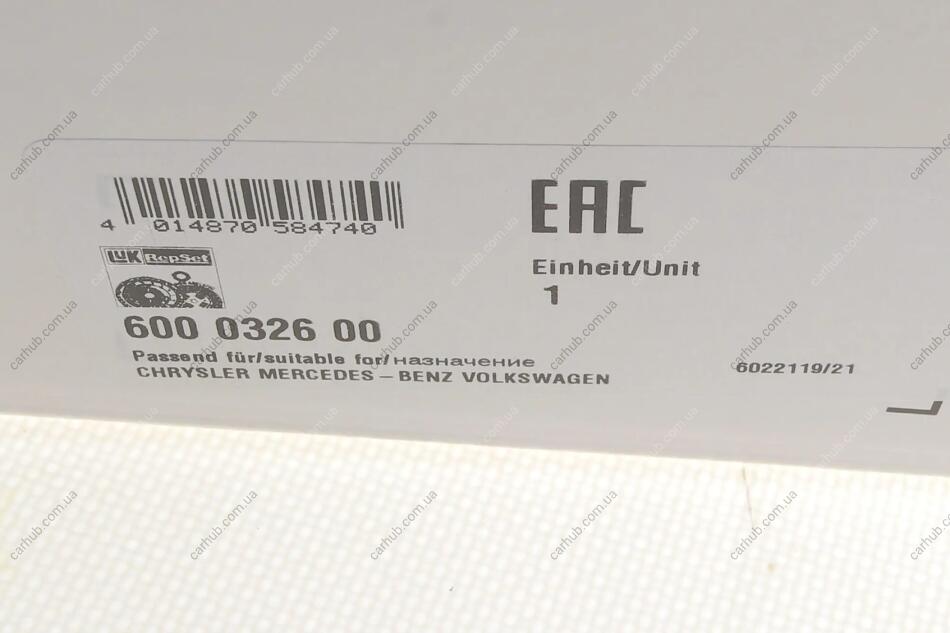 4 014870 584740
EAC
LUK RepSet
Einheit/Unit
1
600 0326 00
Passend für/suitable for/назначение
CHRYSLER MERCEDES – BENZ VOLKSWAGEN
6022119/21
carhub.com.ua